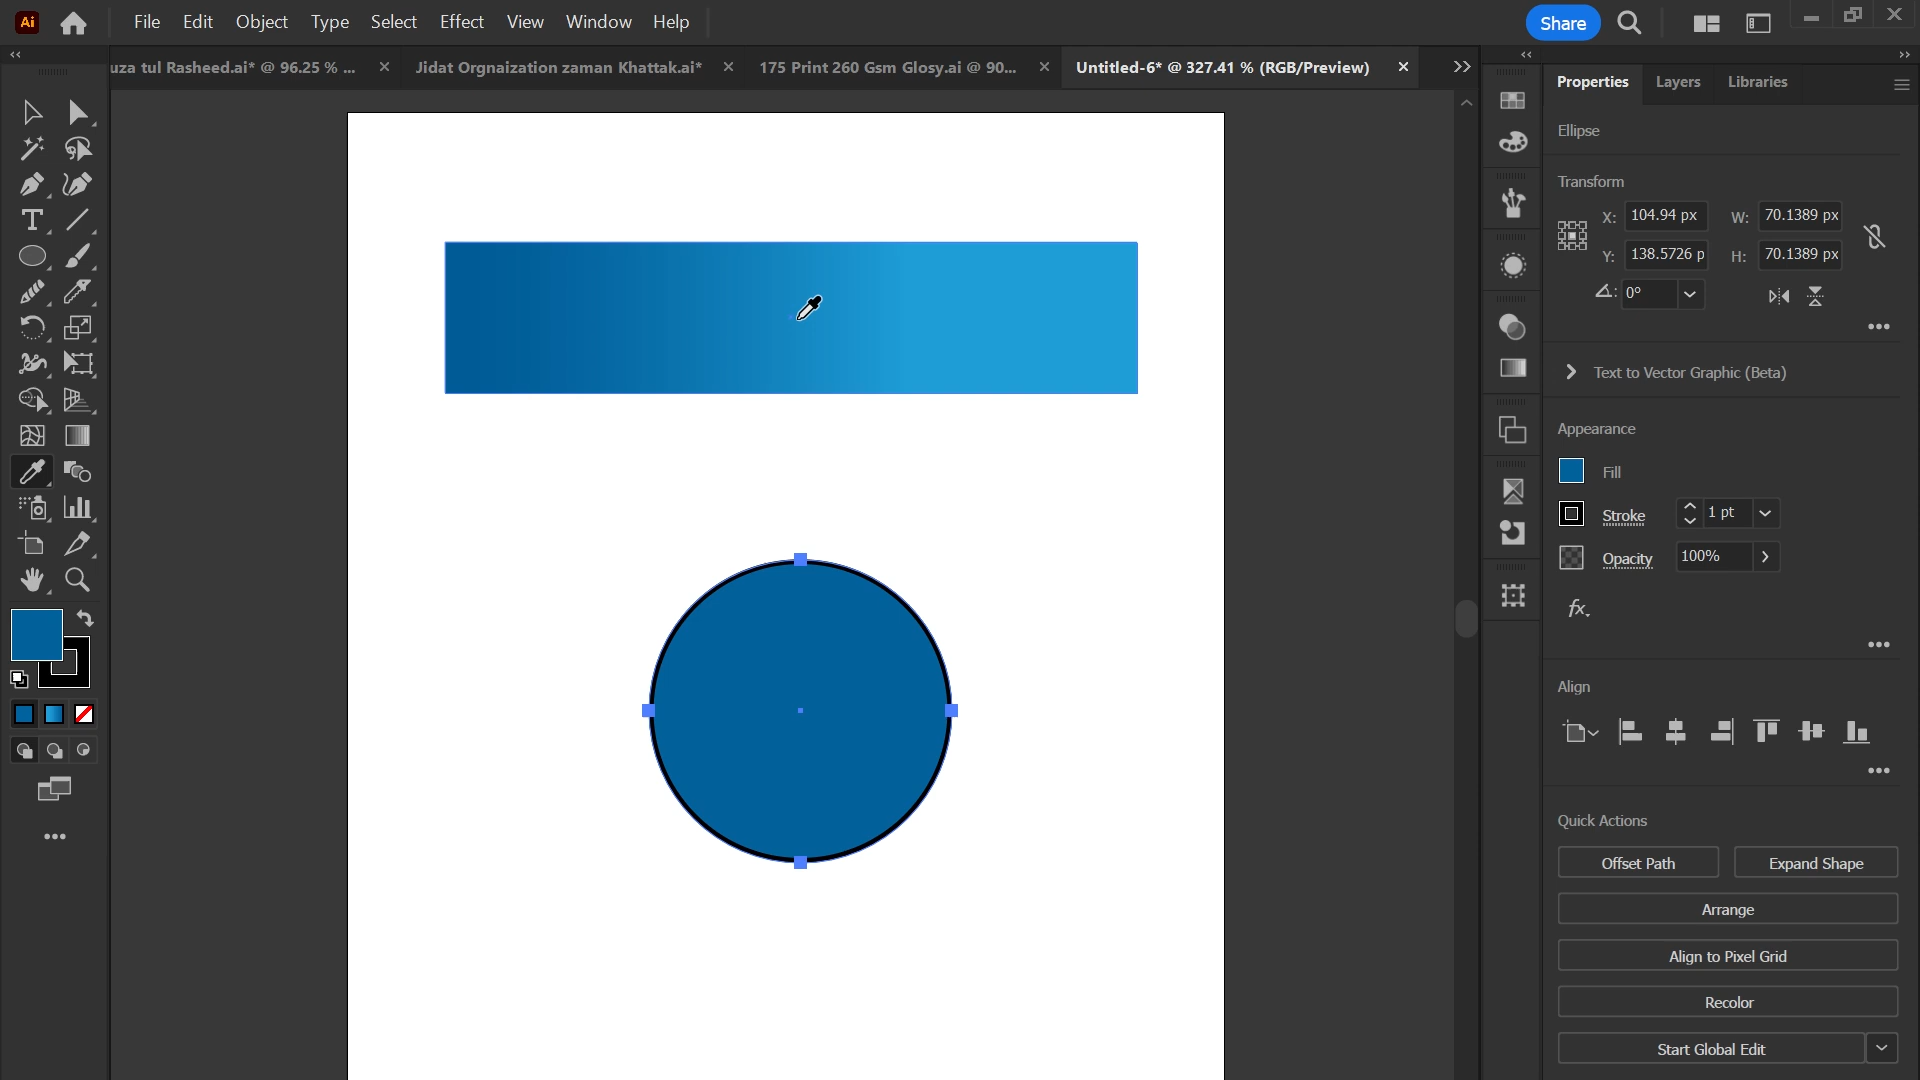 Ai File Edit Object Type Select Effect View Window Help Share
uza tul Rasheed.ai* @ 96.25 % ... Jidat Orgnaization zaman Khattak.ai* 175 Print 260 Gsm Glosy.ai @ 90... Untitled-6* @ 327.41 % (RGB/Preview)
Properties Layers Libraries
Ellipse
Transform
X: 104.94 px W: 70.1389 px
Y: 138.5726 p H: 70.1389 px
0°
Text to Vector Graphic (Beta)
Appearance
Fill
Stroke 1 pt
Opacity 100%
fx.
Align
Quick Actions
Offset Path Expand Shape
Arrange
Align to Pixel Grid
Recolor
Start Global Edit